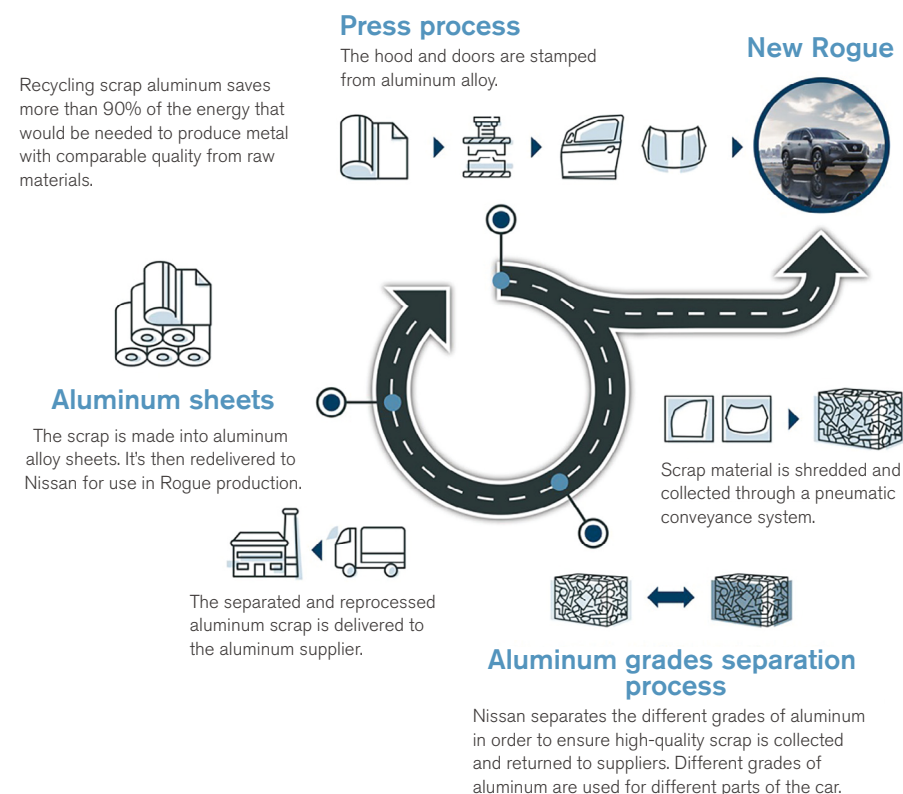 Press process
The hood and doors are stamped
from aluminum alloy.
New Rogue
Recycling scrap aluminum saves
more than 90% of the energy that
would be needed to produce metal
with comparable quality from raw
materials.
Aluminum sheets
The scrap is made into aluminum
alloy sheets. It's then redelivered to
Nissan for use in Rogue production.
Scrap material is shredded and
collected through a pneumatic
conveyance system.
The separated and reprocessed
aluminum scrap is delivered to
the aluminum supplier.
Aluminum grades separation
process
Nissan separates the different grades of aluminum
in order to ensure high-quality scrap is collected
and returned to suppliers. Different grades of
aluminum are used for different parts of the car.